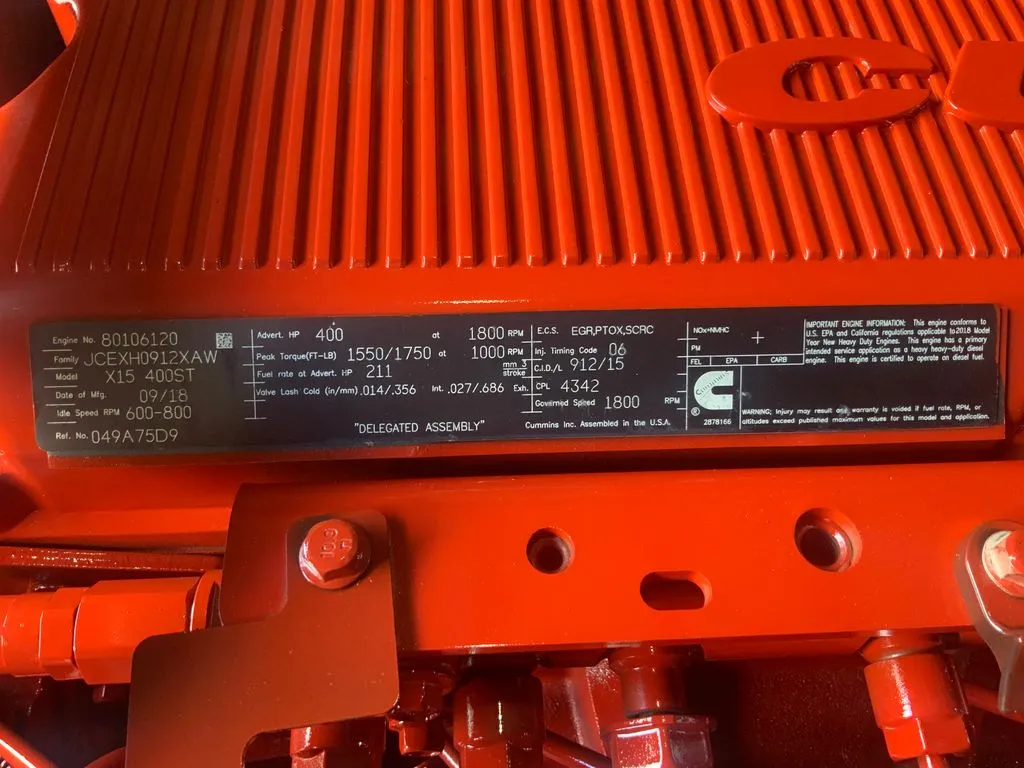 CU
Engine No. 80106120
Family JCEXH0912XAW
Model X15 400ST
Date of Mfg. 09/18
Idle Speed RPM 600-800
Ref. No. 049A75D9
Advert. HP 400 at 1800 RPM
Peak Torque(FT-LB) 1550/1750 at 1000 RPM
Fuel rate at Advert. HP 211 mm 3 stroke
Valve Lash Cold (in/mm) .014/.356 Int. .027/.686 Exh.
"DELEGATED ASSEMBLY"
E.C.S. EGR,PTOX,SCRC
Inj. Timing Code 06
C.I.D./L 912/15
CPL 4342
Governed Speed 1800 RPM
Cummins Inc. Assembled in the U.S.A.
NOx+NMHC +
PM
FEL EPA CARB
Cummins
® 2878166
IMPORTANT ENGINE INFORMATION: This engine conforms to
U.S. EPA and California regulations applicable to 2018 Model
Year New Heavy Duty Engines. This engine has a primary
intended service application as a heavy heavy-duty diesel
engine. This engine is certified to operate on diesel fuel.
WARNING; Injury may result and warranty is voided if fuel rate, RPM, or
altitudes exceed published maximum values for this model and application.
10.9